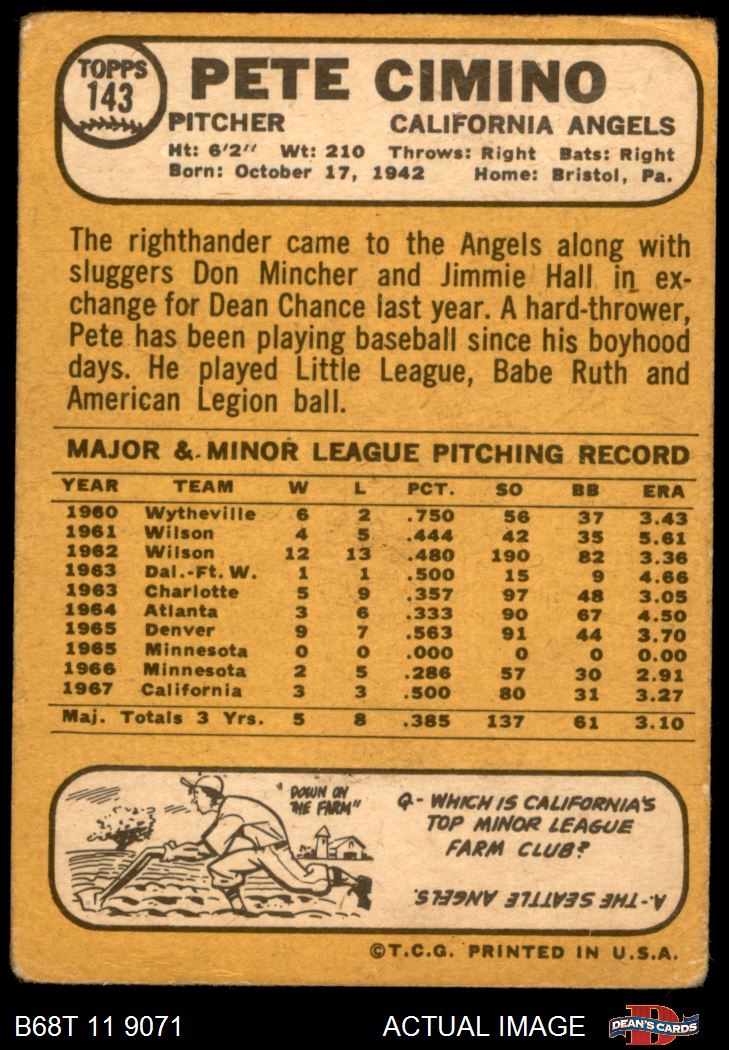 TOPPS
143
PETE CIMINO
PITCHER CALIFORNIA ANGELS
Ht: 6'2" Wt: 210 Throws: Right Bats: Right
Born: October 17, 1942 Home: Bristol, Pa.
The righthander came to the Angels along with
sluggers Don Mincher and Jimmie Hall in ex-
change for Dean Chance last year. A hard-thrower,
Pete has been playing baseball since his boyhood
days. He played Little League, Babe Ruth and
American Legion ball.
MAJOR & MINOR LEAGUE PITCHING RECORD
YEAR TEAM W L PCT. SO BB ERA
1960 Wytheville 6 2 .750 56 37 3.43
1961 Wilson 4 5 .444 42 35 5.61
1962 Wilson 12 13 .480 190 82 3.36
1963 Dal.-Ft. W. 1 1 .500 15 9 4.66
1963 Charlotte 5 9 .357 97 48 3.05
1964 Atlanta 3 6 .333 90 67 4.50
1965 Denver 9 7 .563 91 44 3.70
1965 Minnesota 0 0 .000 0 0 0.00
1966 Minnesota 2 5 .286 57 30 2.91
1967 California 3 3 .500 80 31 3.27
Maj. Totals 3 Yrs. 5 8 .385 137 61 3.10
"DOWN ON
THE FARM"
Q- WHICH IS CALIFORNIA'S
TOP MINOR LEAGUE
FARM CLUB?
A-THE SEATTLE ANGELS.
©T.C.G. PRINTED IN U.S.A.
B68T 11 9071 ACTUAL IMAGE DEAN'S CARDS